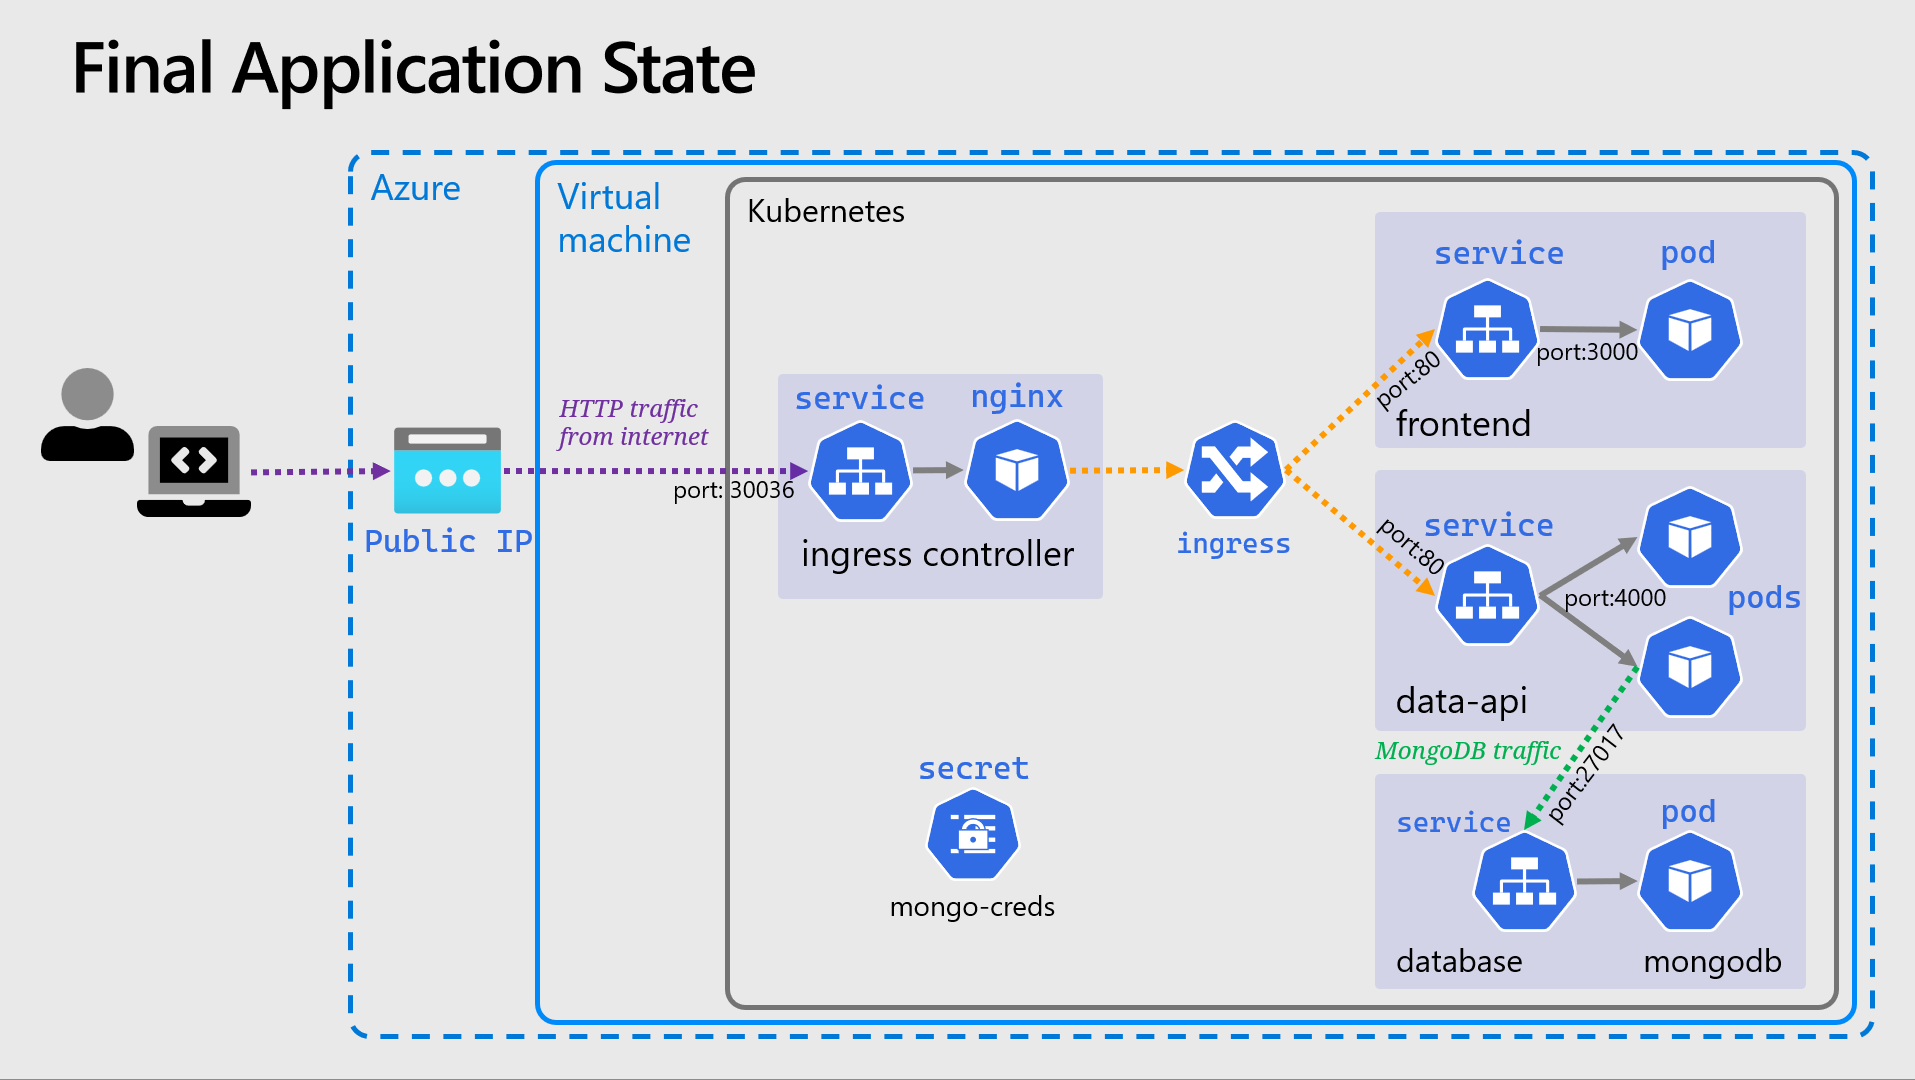 Final Application State
Azure
Virtual
machine
Kubernetes
HTTP traffic
from internet
port: 30036
Public IP
service
nginx
ingress controller
ingress
service
pod
port:80
port:3000
frontend
port:80
service
port:4000
pods
data-api
MongoDB traffic
port:27017
secret
mongo-creds
service
pod
database
mongodb